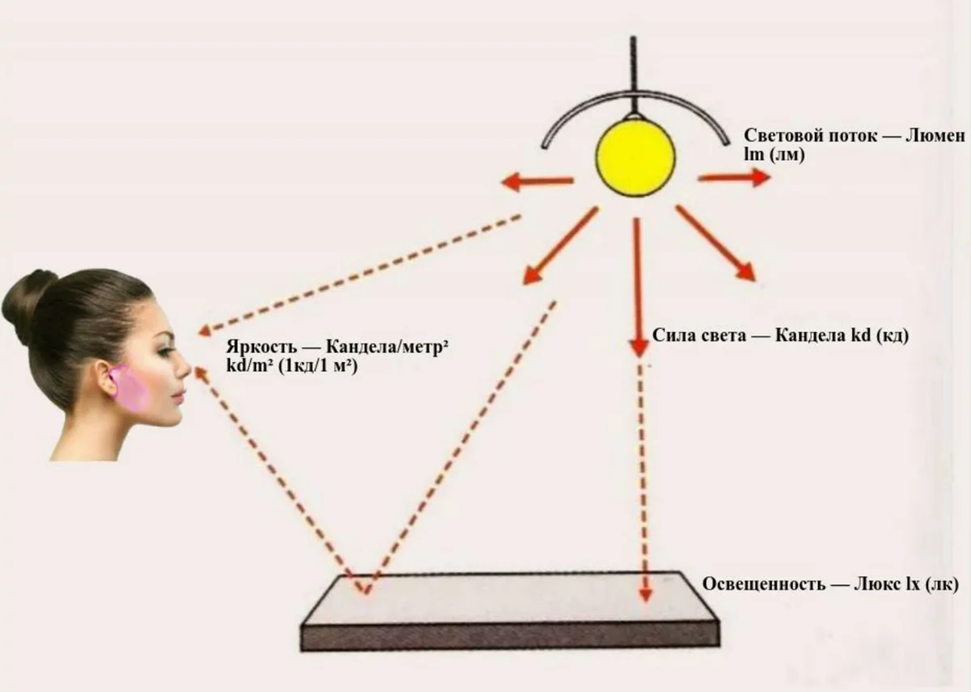 Световой поток — Люмен
lm (лм)
Яркость — Кандела/метр²
kd/m² (1кд/1 м²)
Сила света — Кандела kd (кд)
Освещенность — Люкс lx (лк)